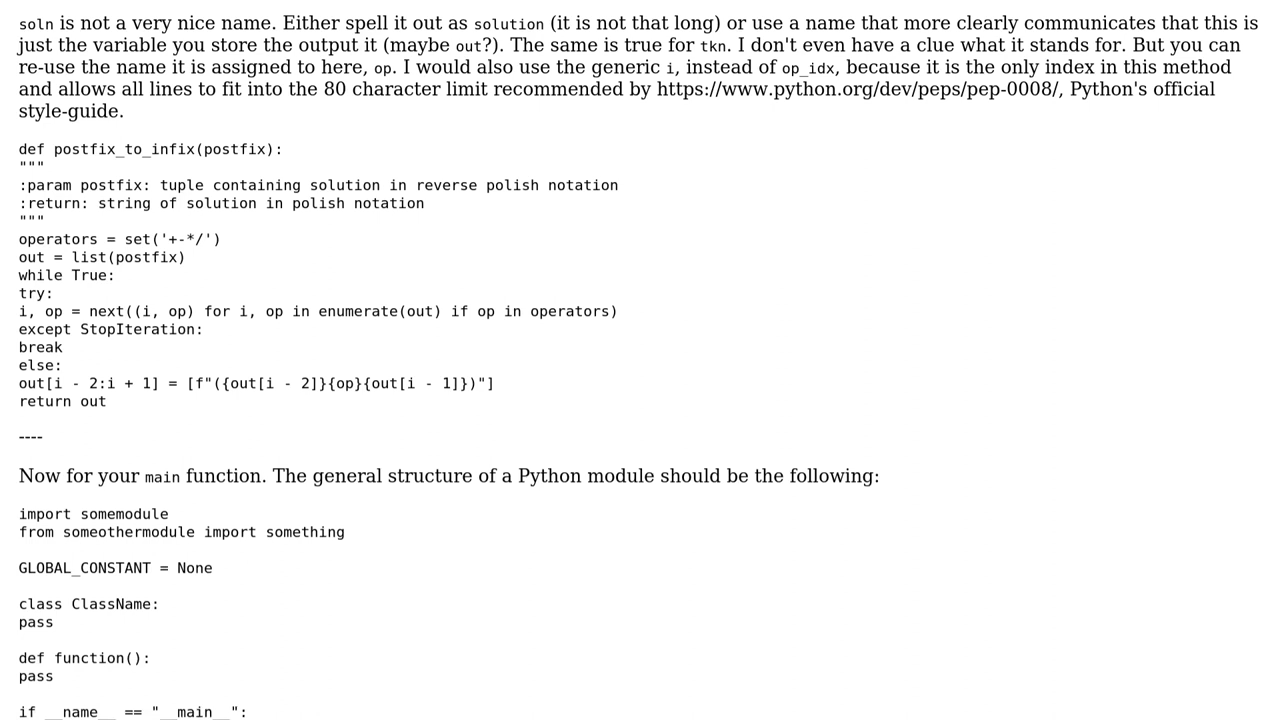 soln is not a very nice name. Either spell it out as solution (it is not that long) or use a name that more clearly communicates that this is
just the variable you store the output it (maybe out?). The same is true for tkn. I don't even have a clue what it stands for. But you can
re-use the name it is assigned to here, op. I would also use the generic i, instead of op_idx, because it is the only index in this method
and allows all lines to fit into the 80 character limit recommended by https://www.python.org/dev/peps/pep-0008/, Python's official
style-guide.
def postfix_to_infix(postfix):
"""
:param postfix: tuple containing solution in reverse polish notation
:return: string of solution in polish notation
"""
operators = set('+-*/')
out = list(postfix)
while True:
try:
i, op = next((i, op) for i, op in enumerate(out) if op in operators)
except StopIteration:
break
else:
out[i - 2:i + 1] = [f"({out[i - 2]}{op}{out[i - 1]})"]
return out
----
Now for your main function. The general structure of a Python module should be the following:
import somemodule
from someothermodule import something
GLOBAL_CONSTANT = None
class ClassName:
pass
def function():
pass
if __name__ == "__main__":